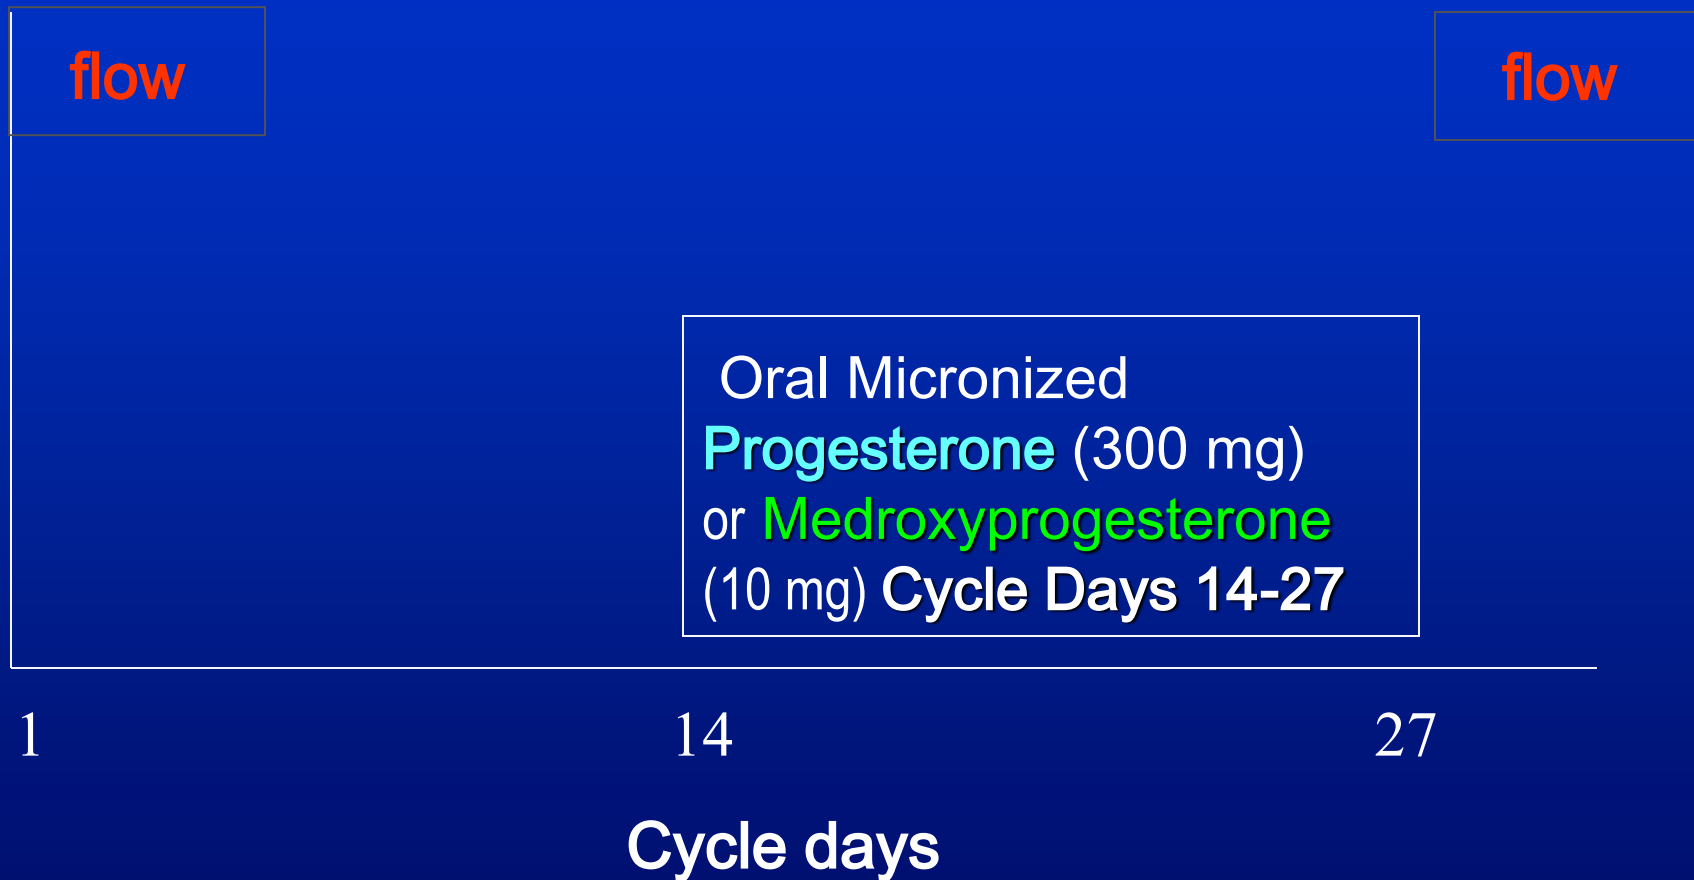 flow
flow
Oral Micronized
Progesterone (300 mg)
or Medroxyprogesterone
(10 mg) Cycle Days 14-27
1
14
27
Cycle days